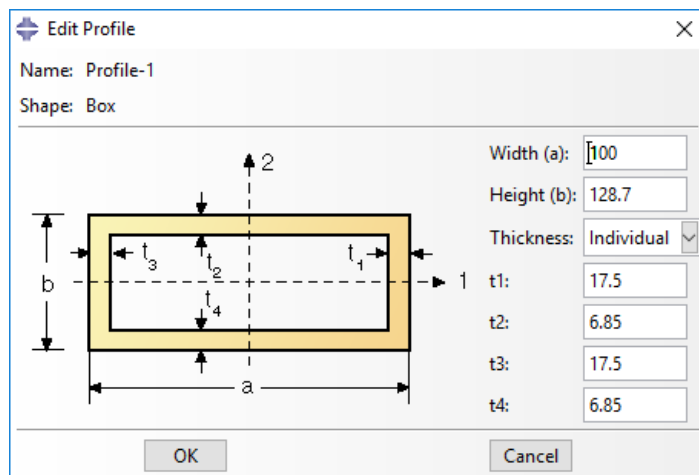 Edit Profile
Name: Profile-1
Shape: Box
2
Width (a): 100
Height (b): 128.7
Thickness: Individual
t3 t2 t1
b 1
t4
a
t1: 17.5
t2: 6.85
t3: 17.5
t4: 6.85
OK Cancel